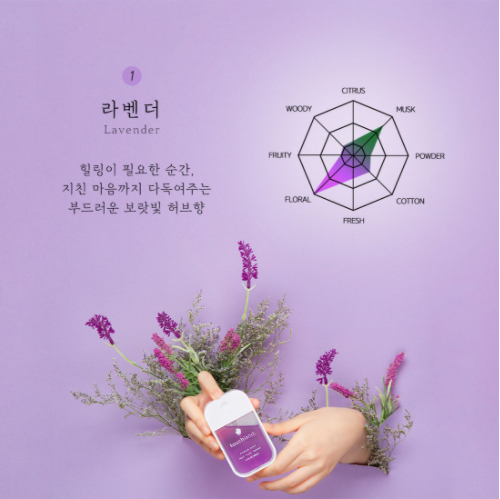 1
라벤더
Lavender
힐링이 필요한 순간,
지친 마음까지 다독여주는
부드러운 보랏빛 허브향
CITRUS
WOODY
MUSK
FRUITY
POWDER
FLORAL
COTTON
FRESH
touchland